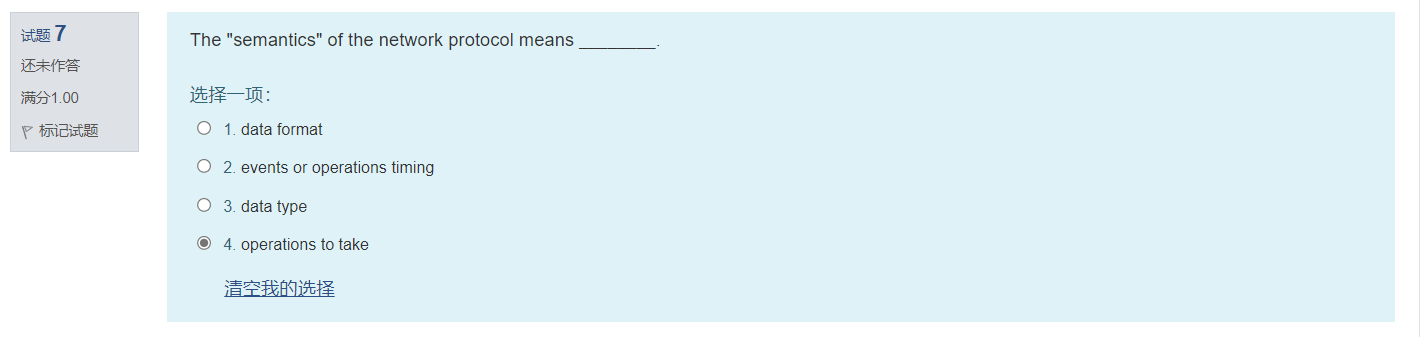 试题 7
还未作答
满分1.00
标记试题
The "semantics" of the network protocol means ________.
选择一项：
1. data format
2. events or operations timing
3. data type
4. operations to take
清空我的选择